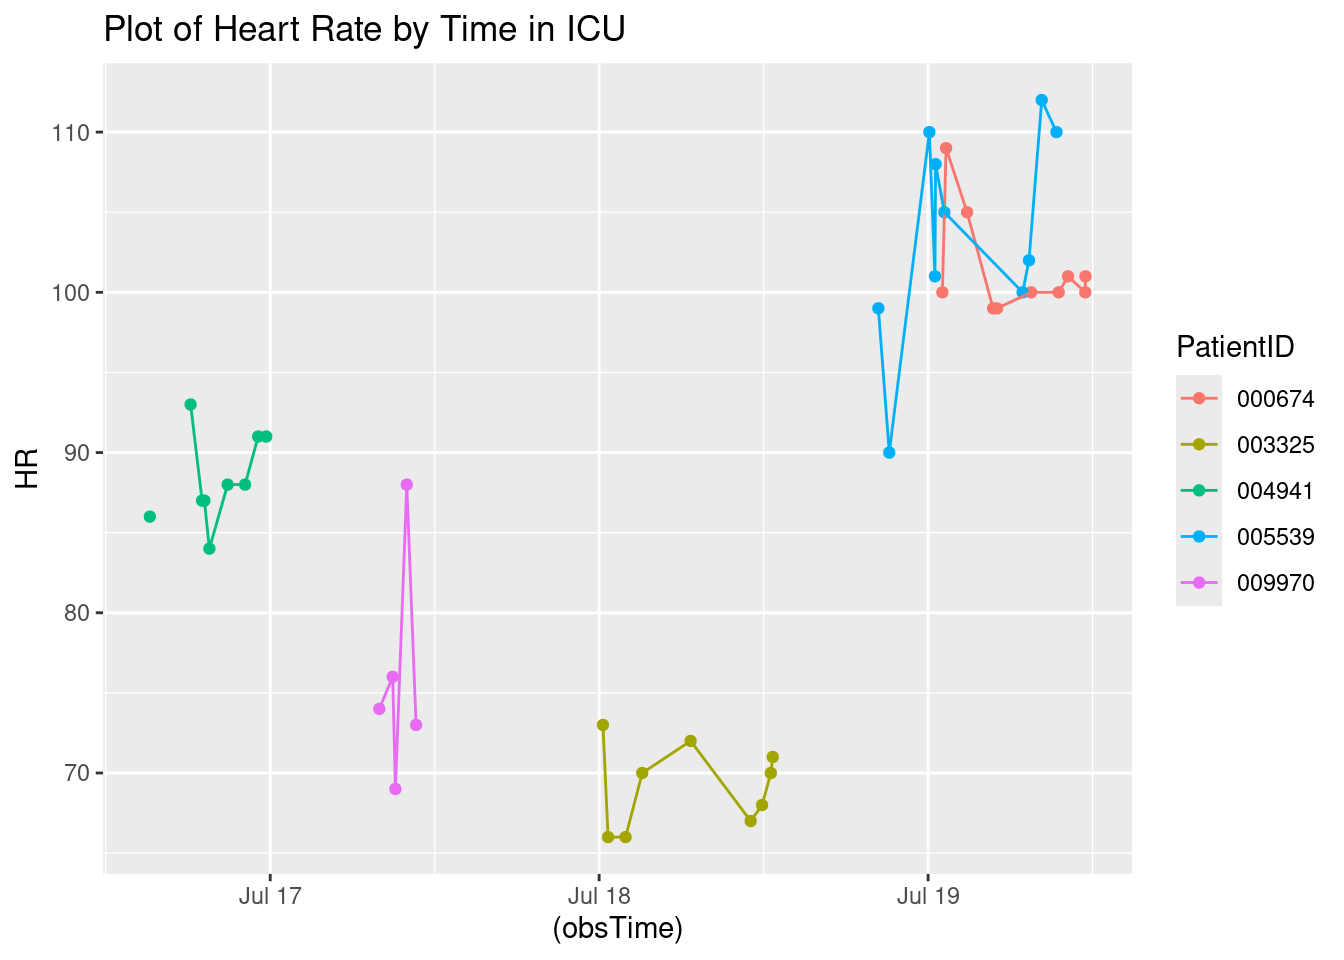 Plot of Heart Rate by Time in ICU
110
100
90
80
70
HR
Jul 17
Jul 18
Jul 19
(obsTime)
PatientID
000674
003325
004941
005539
009970